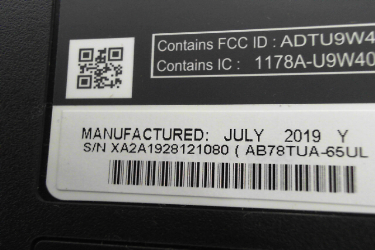 Contains FCC ID : ADTU9W4
Contains IC : 1178A-U9W40
MANUFACTURED: JULY 2019 Y
S/N XA2A1928121080 ( AB78TUA-65UL